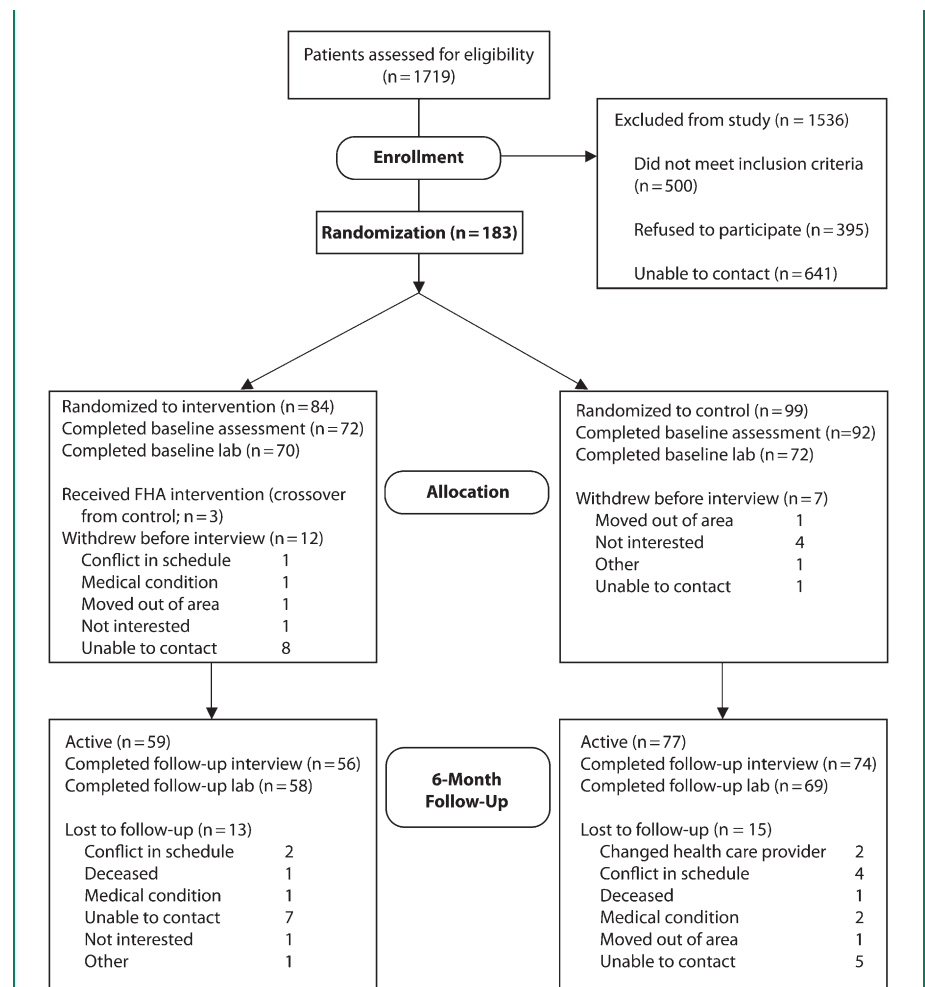 Patients assessed for eligibility
(n=1719)
Excluded from study (n = 1536)
Did not meet inclusion criteria
(n=500)
Refused to participate (n=395)
Unable to contact (n=641)
Enrollment
Randomization (n=183)
Randomized to intervention (n=84)
Completed baseline assessment (n=72)
Completed baseline lab (n=70)
Received FHA intervention (crossover
from control; n=3)
Withdrew before interview (n=12)
Conflict in schedule 1
Medical condition 1
Moved out of area 1
Not interested 1
Unable to contact 8
Allocation
Randomized to control (n=99)
Completed baseline assessment (n=92)
Completed baseline lab (n=72)
Withdrew before interview (n=7)
Moved out of area 1
Not interested 4
Other 1
Unable to contact 1
Active (n=59)
Completed follow-up interview (n=56)
Completed follow-up lab (n=58)
Lost to follow-up (n=13)
Conflict in schedule 2
Deceased 1
Medical condition 1
Unable to contact 7
Not interested 1
Other 1
6-Month
Follow-Up
Active (n=77)
Completed follow-up interview (n=74)
Completed follow-up lab (n=69)
Lost to follow-up (n = 15)
Changed health care provider 2
Conflict in schedule 4
Deceased 1
Medical condition 2
Moved out of area 1
Unable to contact 5